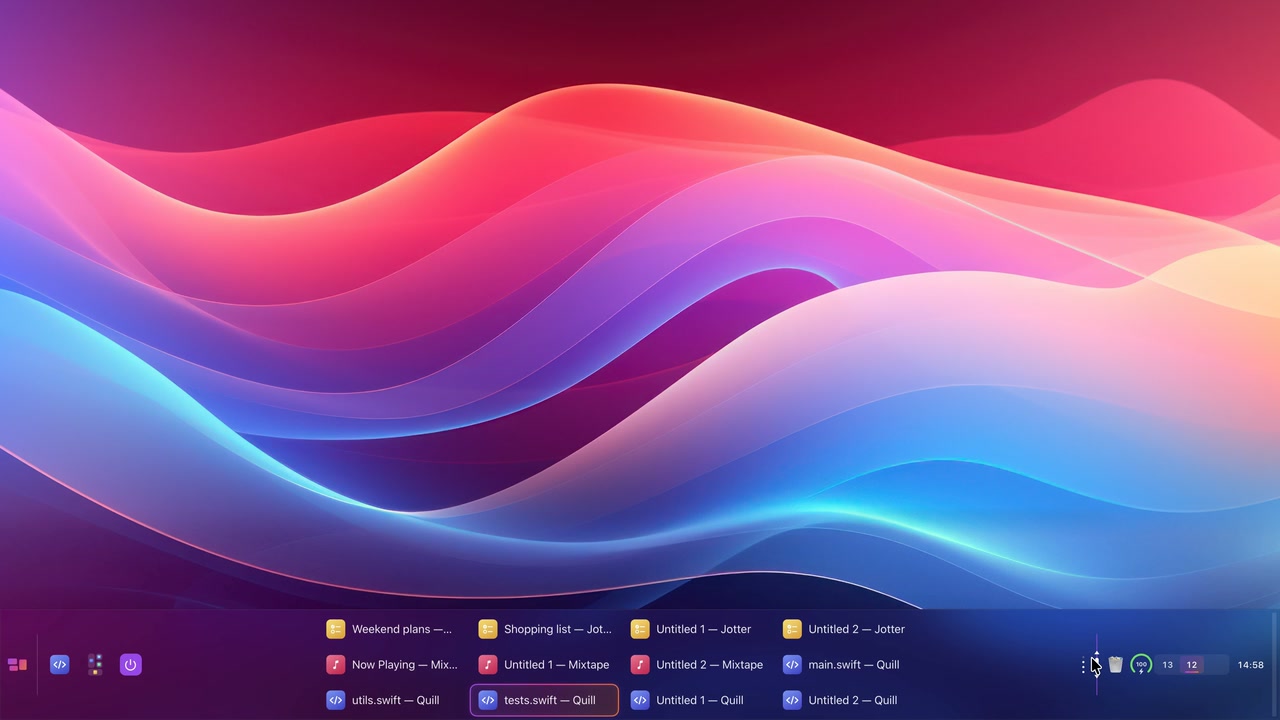 Weekend plans —...
Shopping list — Jot...
Untitled 1 — Jotter
Untitled 2 — Jotter
Now Playing — Mix...
Untitled 1 — Mixtape
Untitled 2 — Mixtape
main.swift — Quill
utils.swift — Quill
tests.swift — Quill
Untitled 1 — Quill
Untitled 2 — Quill
100
13
12
14:58